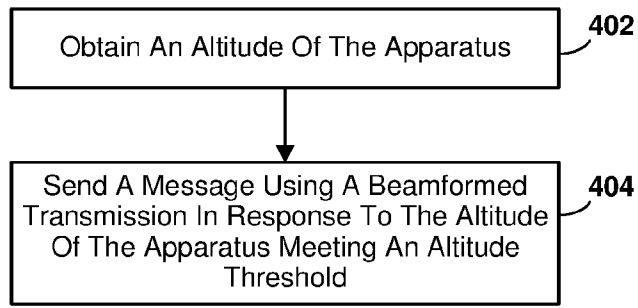 Obtain An Altitude Of The Apparatus
402
Send A Message Using A Beamformed
Transmission In Response To The Altitude
Of The Apparatus Meeting An Altitude
Threshold
404